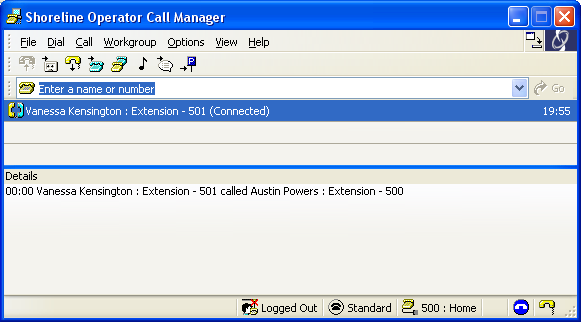 Shoreline Operator Call Manager
File Dial Call Workgroup Options View Help
Enter a name or number Go
Vanessa Kensington : Extension - 501 (Connected) 19:55
Details
00:00 Vanessa Kensington : Extension - 501 called Austin Powers : Extension - 500
Logged Out Standard 500 : Home